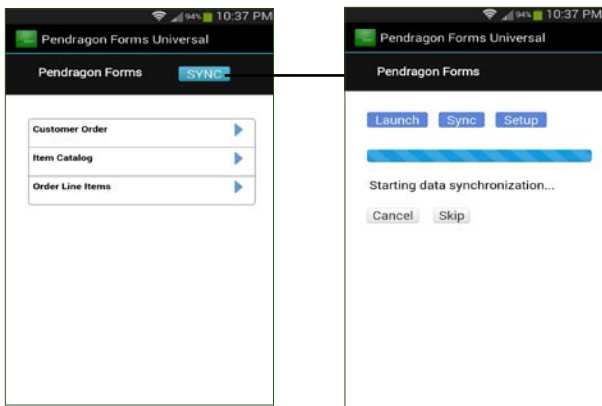 94% 10:37 PM
Pendragon Forms Universal
Pendragon Forms SYNC
Customer Order
Item Catalog
Order Line Items
94% 10:37 PM
Pendragon Forms Universal
Pendragon Forms
Launch Sync Setup
Starting data synchronization...
Cancel Skip